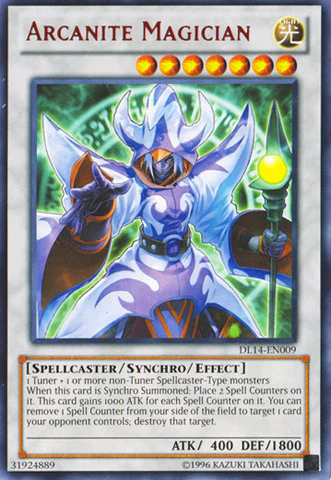 ARCANITE MAGICIAN
LIGHT
光
DL14-EN009
[SPELLCASTER/SYNCHRO/EFFECT]
1 Tuner + 1 or more non-Tuner Spellcaster-Type monsters
When this card is Synchro Summoned: Place 2 Spell Counters on
it. This card gains 1000 ATK for each Spell Counter on it. You can
remove 1 Spell Counter from your side of the field to target 1 card
your opponent controls; destroy that target.
ATK/ 400 DEF/1800
31924889
©1996 KAZUKI TAKAHASHI